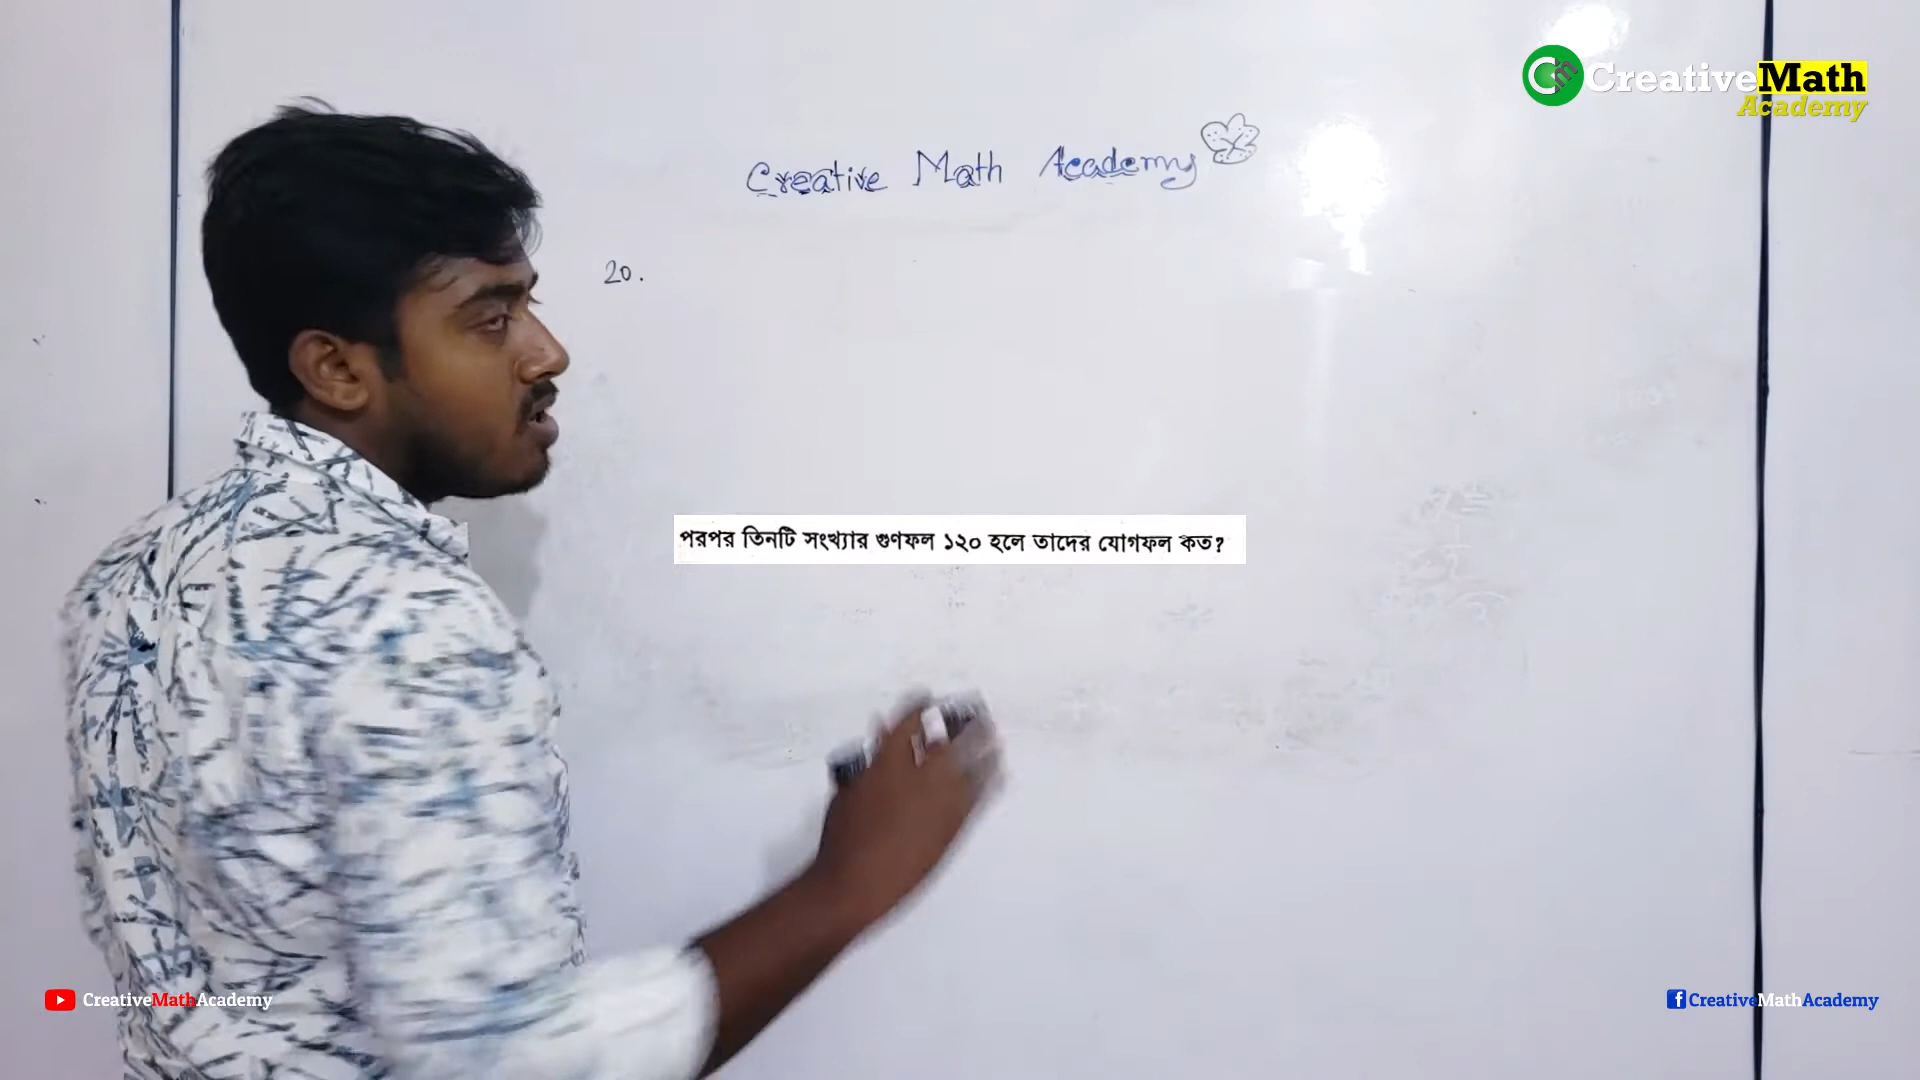 CreativeMath
Academy
Creative Math Academy
20.
পরপর তিনটি সংখ্যার গুণফল ১২০ হলে তাদের যোগফল কত?
CreativeMathAcademy
CreativeMathAcademy